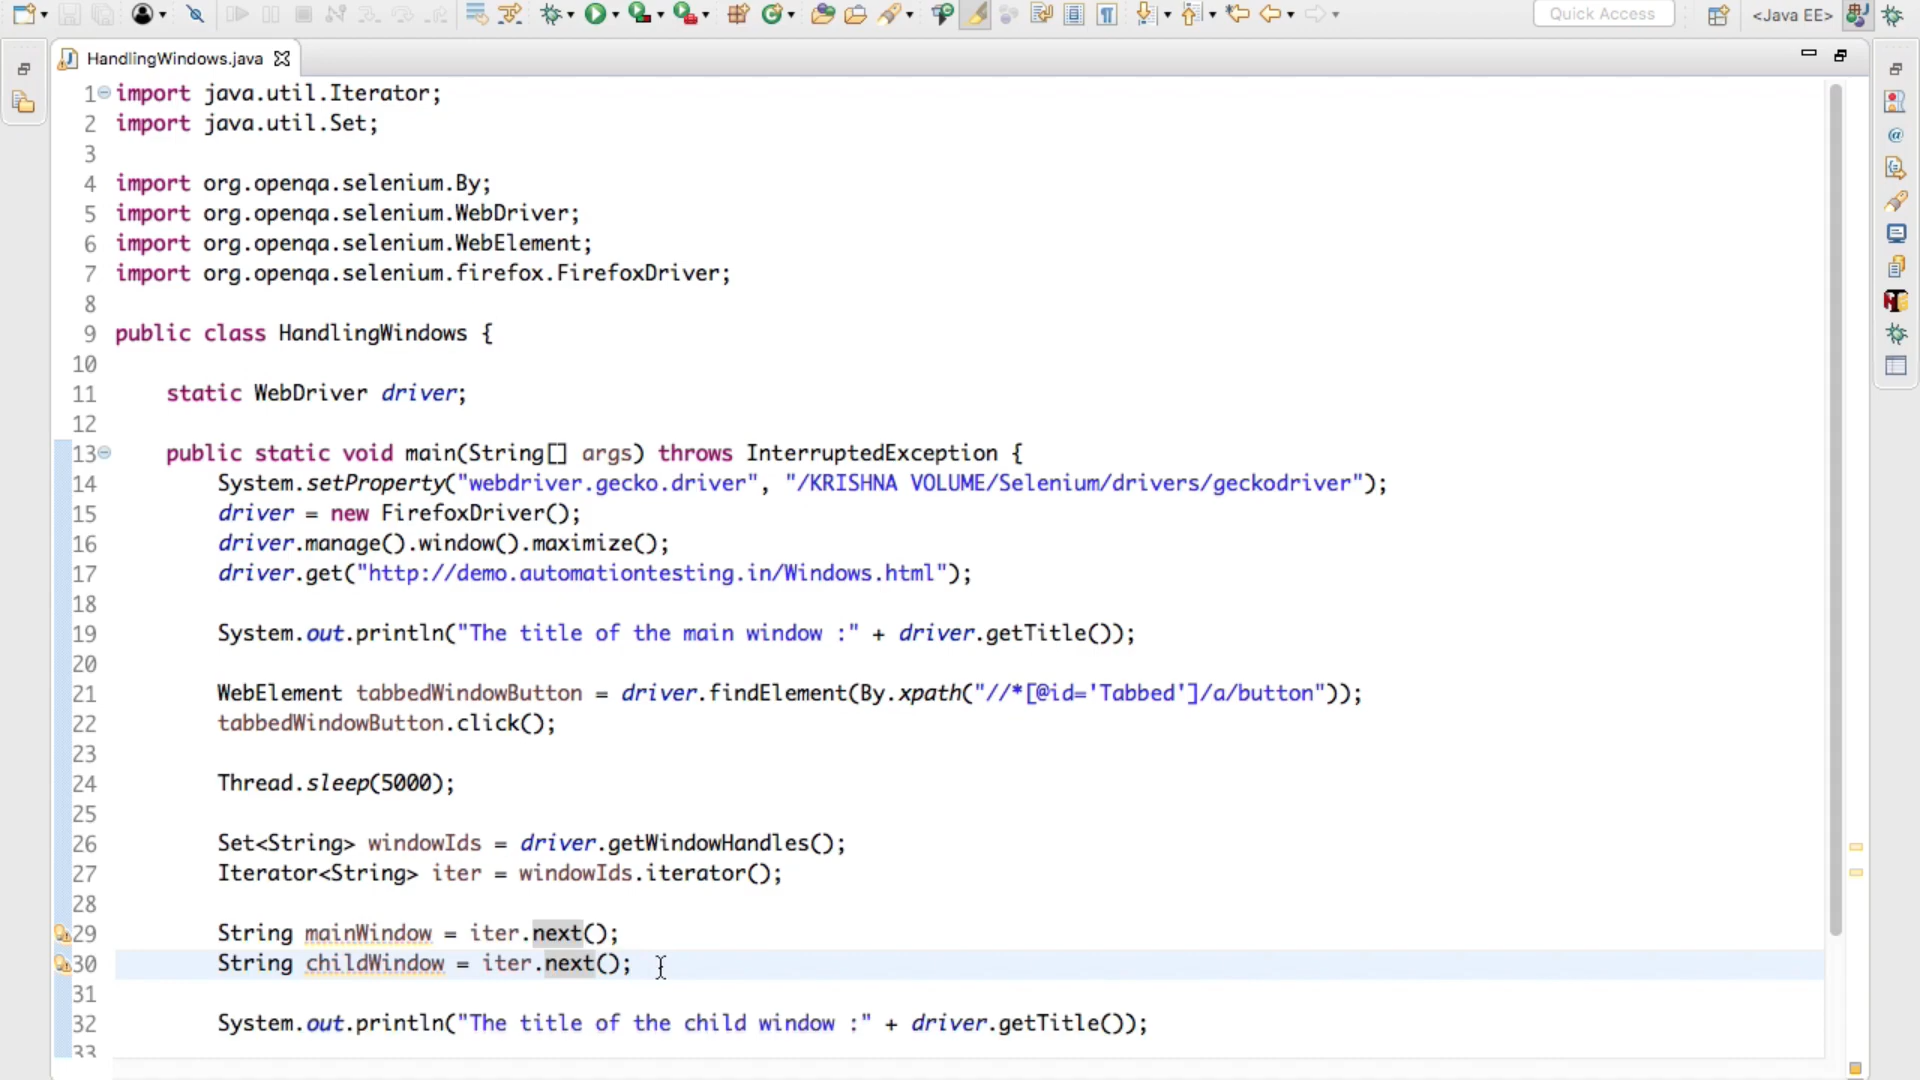 Quick Access
<Java EE>
HandlingWindows.java
1 import java.util.Iterator;
2 import java.util.Set;
3
4 import org.openqa.selenium.By;
5 import org.openqa.selenium.WebDriver;
6 import org.openqa.selenium.WebElement;
7 import org.openqa.selenium.firefox.FirefoxDriver;
8
9 public class HandlingWindows {
10
11 static WebDriver driver;
12
13 public static void main(String[] args) throws InterruptedException {
14 System.setProperty("webdriver.gecko.driver", "/KRISHNA VOLUME/Selenium/drivers/geckodriver");
15 driver = new FirefoxDriver();
16 driver.manage().window().maximize();
17 driver.get("http://demo.automationtesting.in/Windows.html");
18
19 System.out.println("The title of the main window :" + driver.getTitle());
20
21 WebElement tabbedWindowButton = driver.findElement(By.xpath("//*[@id='Tabbed']/a/button"));
22 tabbedWindowButton.click();
23
24 Thread.sleep(5000);
25
26 Set<String> windowIds = driver.getWindowHandles();
27 Iterator<String> iter = windowIds.iterator();
28
29 String mainWindow = iter.next();
30 String childWindow = iter.next();
31
32 System.out.println("The title of the child window :" + driver.getTitle());
33